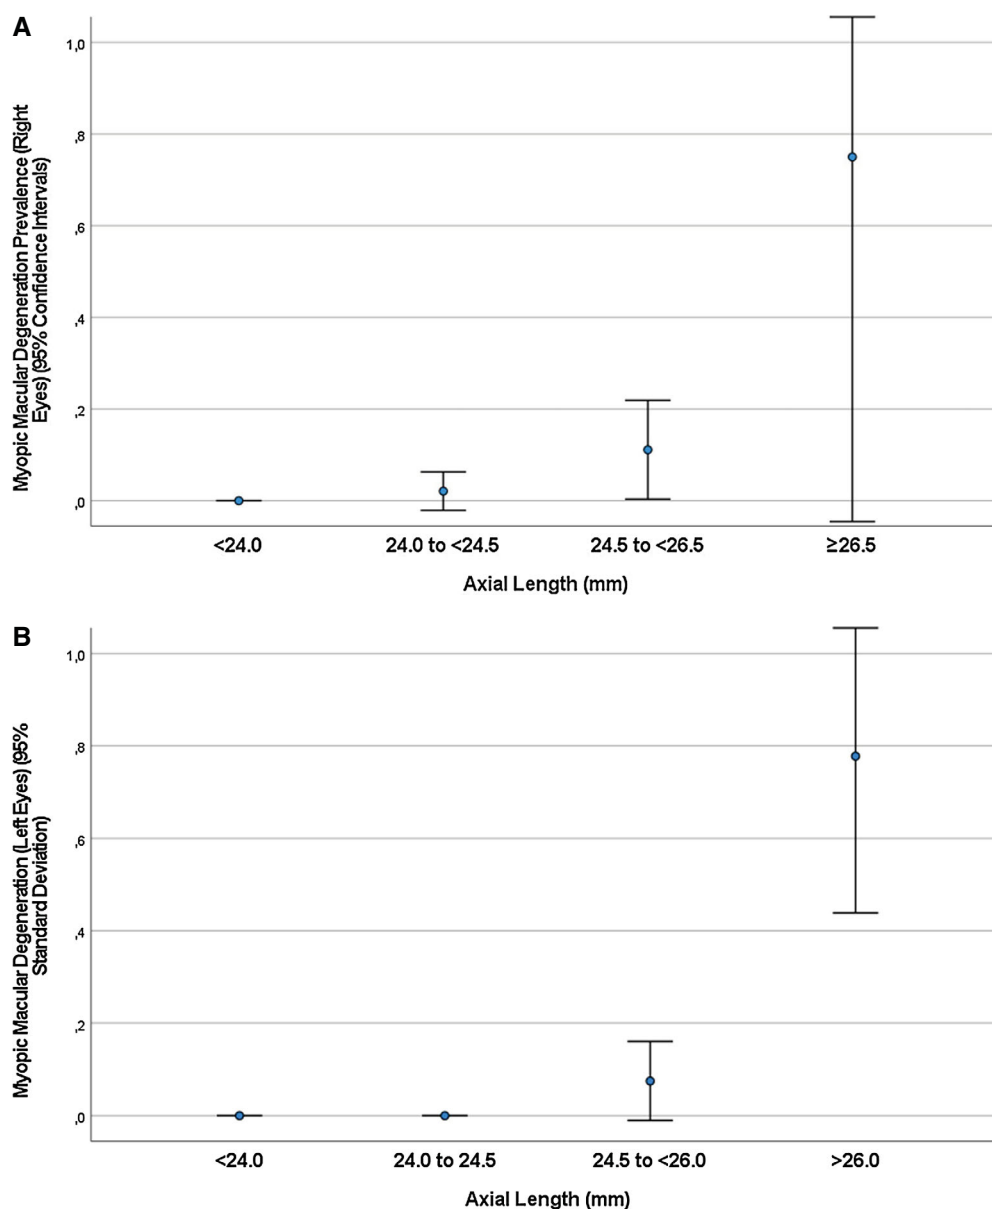 A
Myopic Macular Degeneration Prevalence (Right
Eyes) (95% Confidence Intervals)
1,0
,8
,6
,4
,2
,0
<24.0
24.0 to <24.5
24.5 to <26.5
≥26.5
Axial Length (mm)
B
Myopic Macular Degeneration (Left Eyes) (95%
Standard Deviation)
1,0
,8
,6
,4
,2
,0
<24.0
24.0 to 24.5
24.5 to <26.0
>26.0
Axial Length (mm)